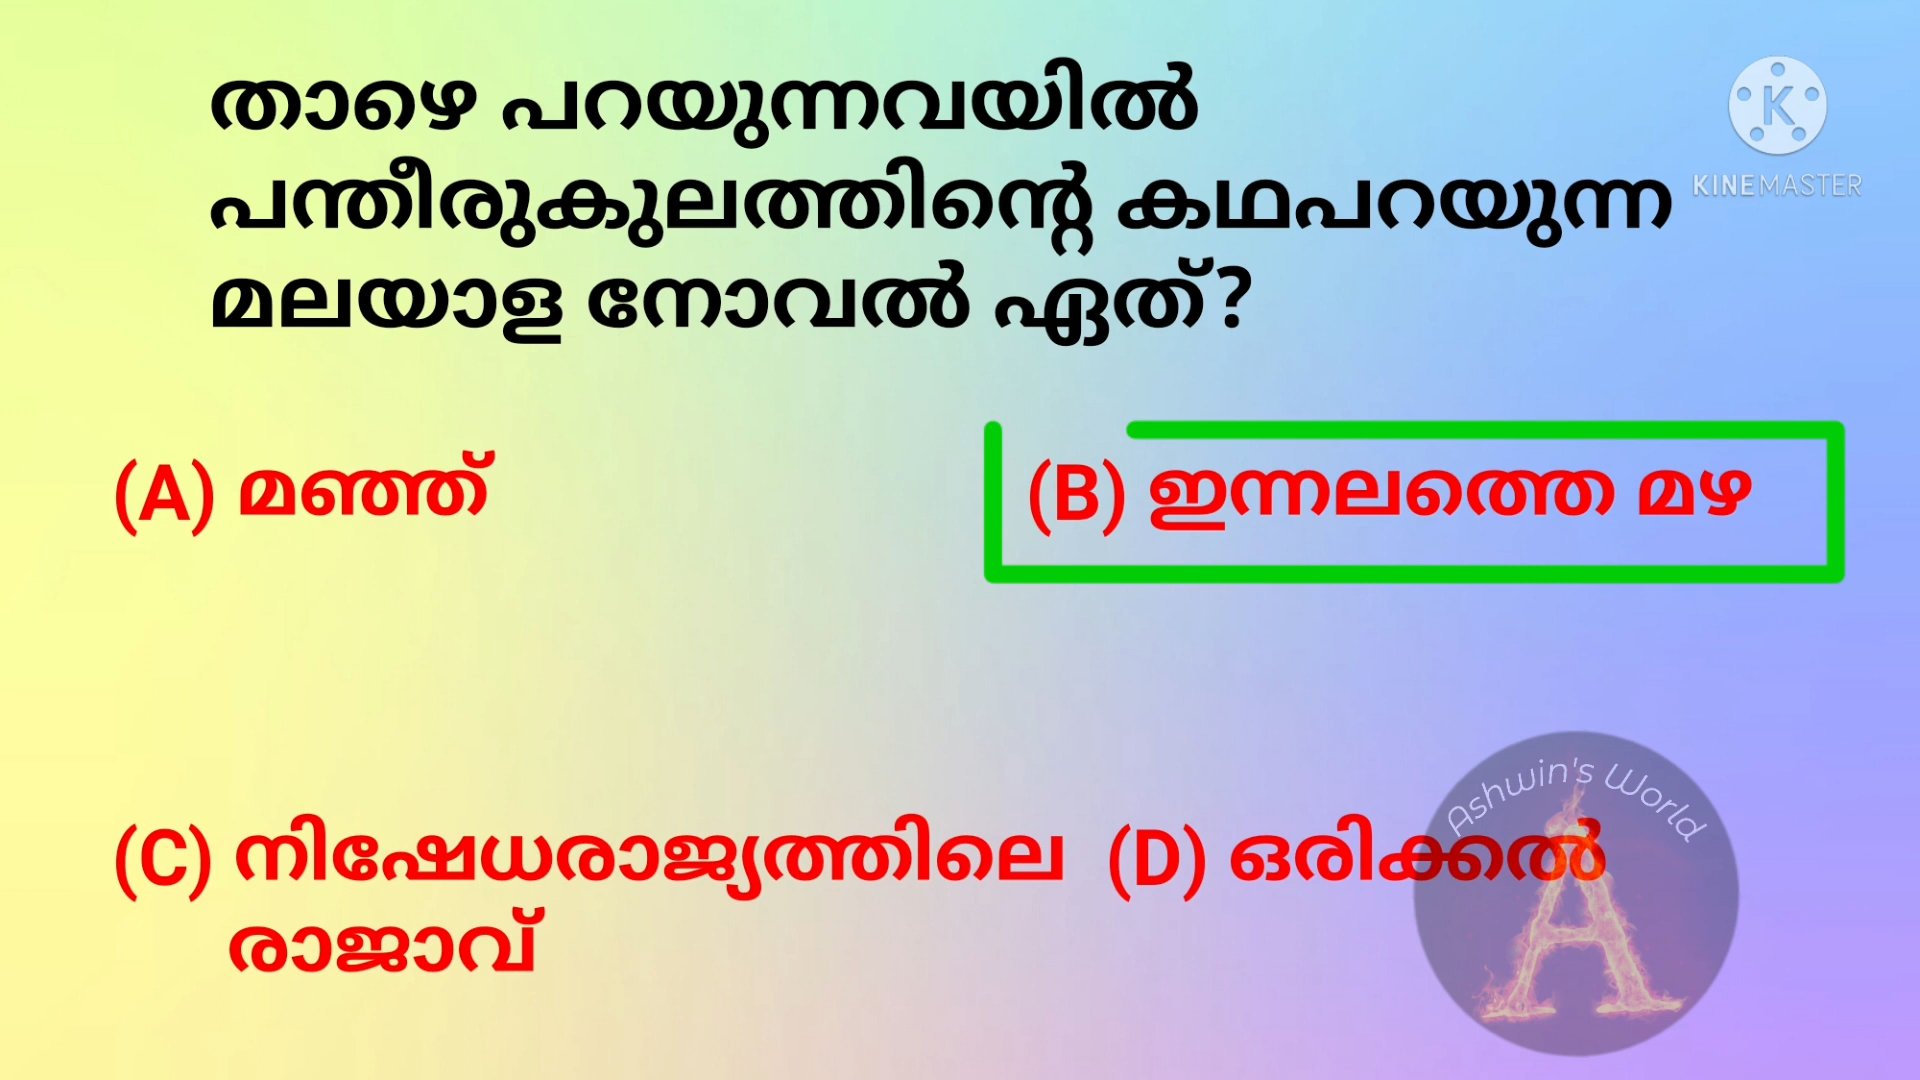 താഴെ പറയുന്നവയിൽ
പന്തീരുകുലത്തിന്റെ കഥപറയുന്ന
മലയാള നോവൽ ഏത്?
K
KINEMASTER
(A) മഞ്ഞ്
(B) ഇന്നലത്തെ മഴ
(C) നിഷേധരാജ്യത്തിലെ
രാജാവ്
(D) ഒരിക്കൽ
Ashwin's World
A